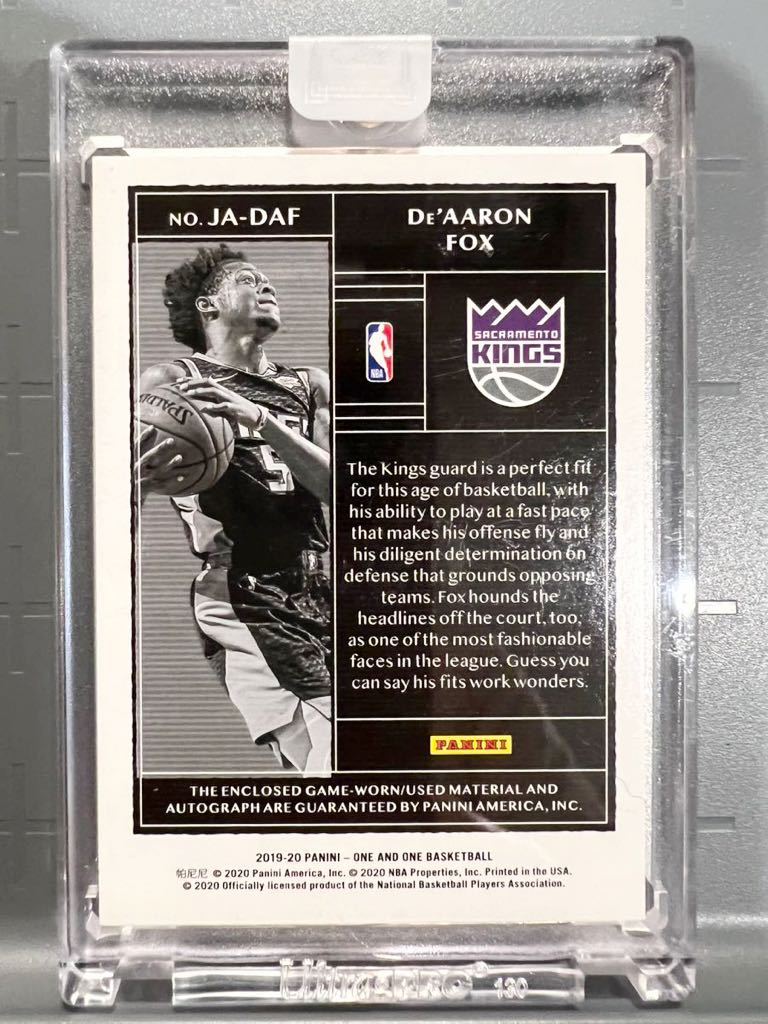 NO. JA-DAF
De'AARON
FOX
SPALDING
5
NBA
SACRAMENTO
KINGS
The Kings guard is a perfect fit
for this age of basketball, with
his ability to play at a fast pace
that makes his offense fly and
his diligent determination on
defense that grounds opposing
teams. Fox hounds the
headlines off the court, too,
as one of the most fashionable
faces in the league. Guess you
can say his fits work wonders.
PANINI
THE ENCLOSED GAME-WORN/USED MATERIAL AND
AUTOGRAPH ARE GUARANTEED BY PANINI AMERICA, INC.
2019-20 PANINI – ONE AND ONE BASKETBALL
帕尼尼 © 2020 Panini America, Inc. © 2020 NBA Properties, Inc. Printed in the USA.
© 2020 Officially licensed product of the National Basketball Players Association.
Ultra PRO® 130